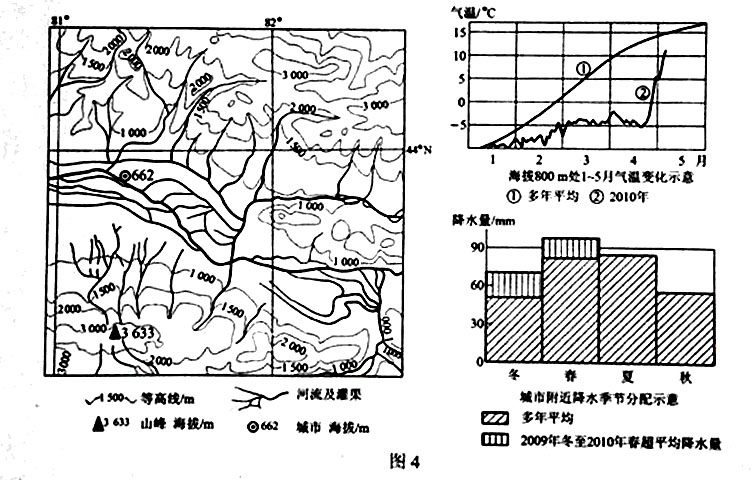 81°
82°
2 000
2 000
1 500
2 000
2 000
1 500
3 000
2 000
3 000
1 000
1 000
1 500
44°N
662
1 000
1 000
1 000
1 500
1 500
2 000
3 000
3 633
3 000
2 000
2 000
1 500
1 000
1 000
000
1 500 等高线/m
河流及灌渠
3 633 山峰 海拔/m
662 城市 海拔/m
气温/°C
15
10
5
0
-5
①
②
1 2 3 4 5 月
海拔800 m处1~5月气温变化示意
① 多年平均 ② 2010年
降水量/mm
90
60
30
0
冬 春 夏 秋
城市附近降水季节分配示意
多年平均
2009年冬至2010年春超平均降水量
图4